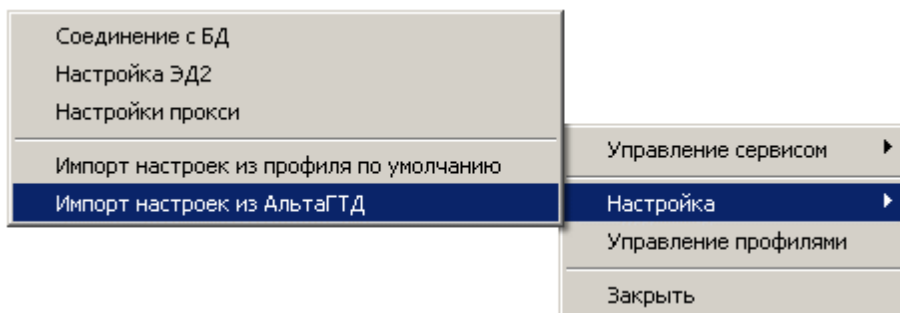 Соединение с БД
Настройка ЭД2
Настройки прокси
Импорт настроек из профиля по умолчанию
Импорт настроек из АльтаГТД
Управление сервисом
Настройка
Управление профилями
Закрыть